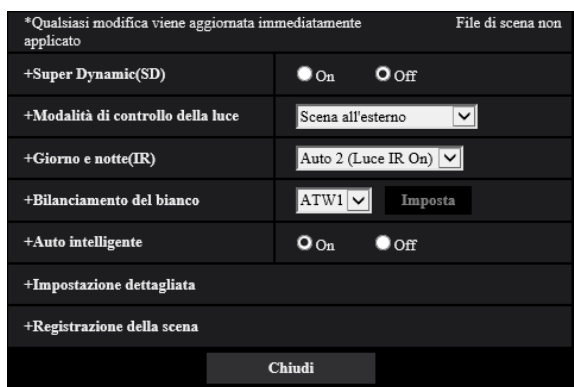 *Qualsiasi modifica viene aggiornata immediatamente File di scena non
applicato
+Super Dynamic(SD) On Off
+Modalità di controllo della luce Scena all'esterno
+Giorno e notte(IR) Auto 2 (Luce IR On)
+Bilanciamento del bianco ATW1 Imposta
+Auto intelligente On Off
+Impostazione dettagliata
+Registrazione della scena
Chiudi